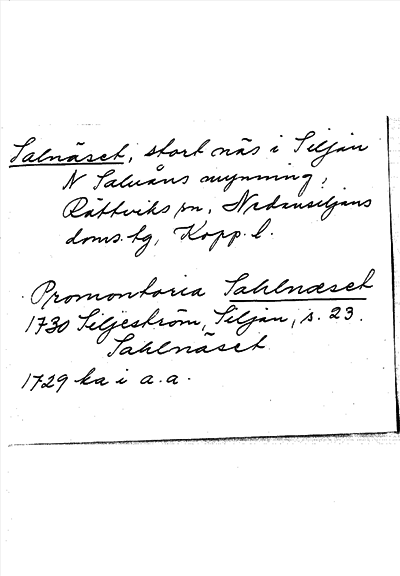 Salnäset, stort näs i Siljan
N Saluåns mynning,
Rättviks sn, Nedansiljans
doms. tg, Kopp. l.
Promontoria Sahlnæset
1730 Siljeström, Siljan, s. 23.
Sahlnäset
1729 ka i a.a.